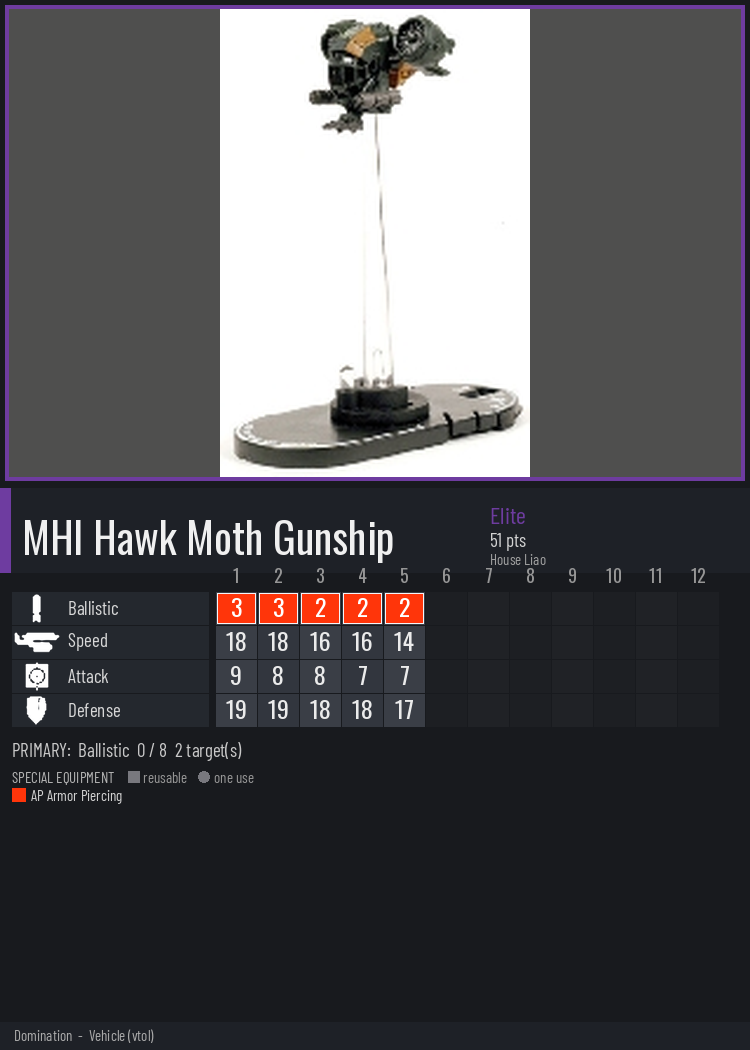 MHI Hawk Moth Gunship
Elite
51 pts
House Liao
1 2 3 4 5 6 7 8 9 10 11 12
Ballistic 3 3 2 2 2
Speed 18 18 16 16 14
Attack 9 8 8 7 7
Defense 19 19 18 18 17
PRIMARY: Ballistic 0 / 8 2 target(s)
SPECIAL EQUIPMENT reusable one use
AP Armor Piercing
Domination - Vehicle (vtol)